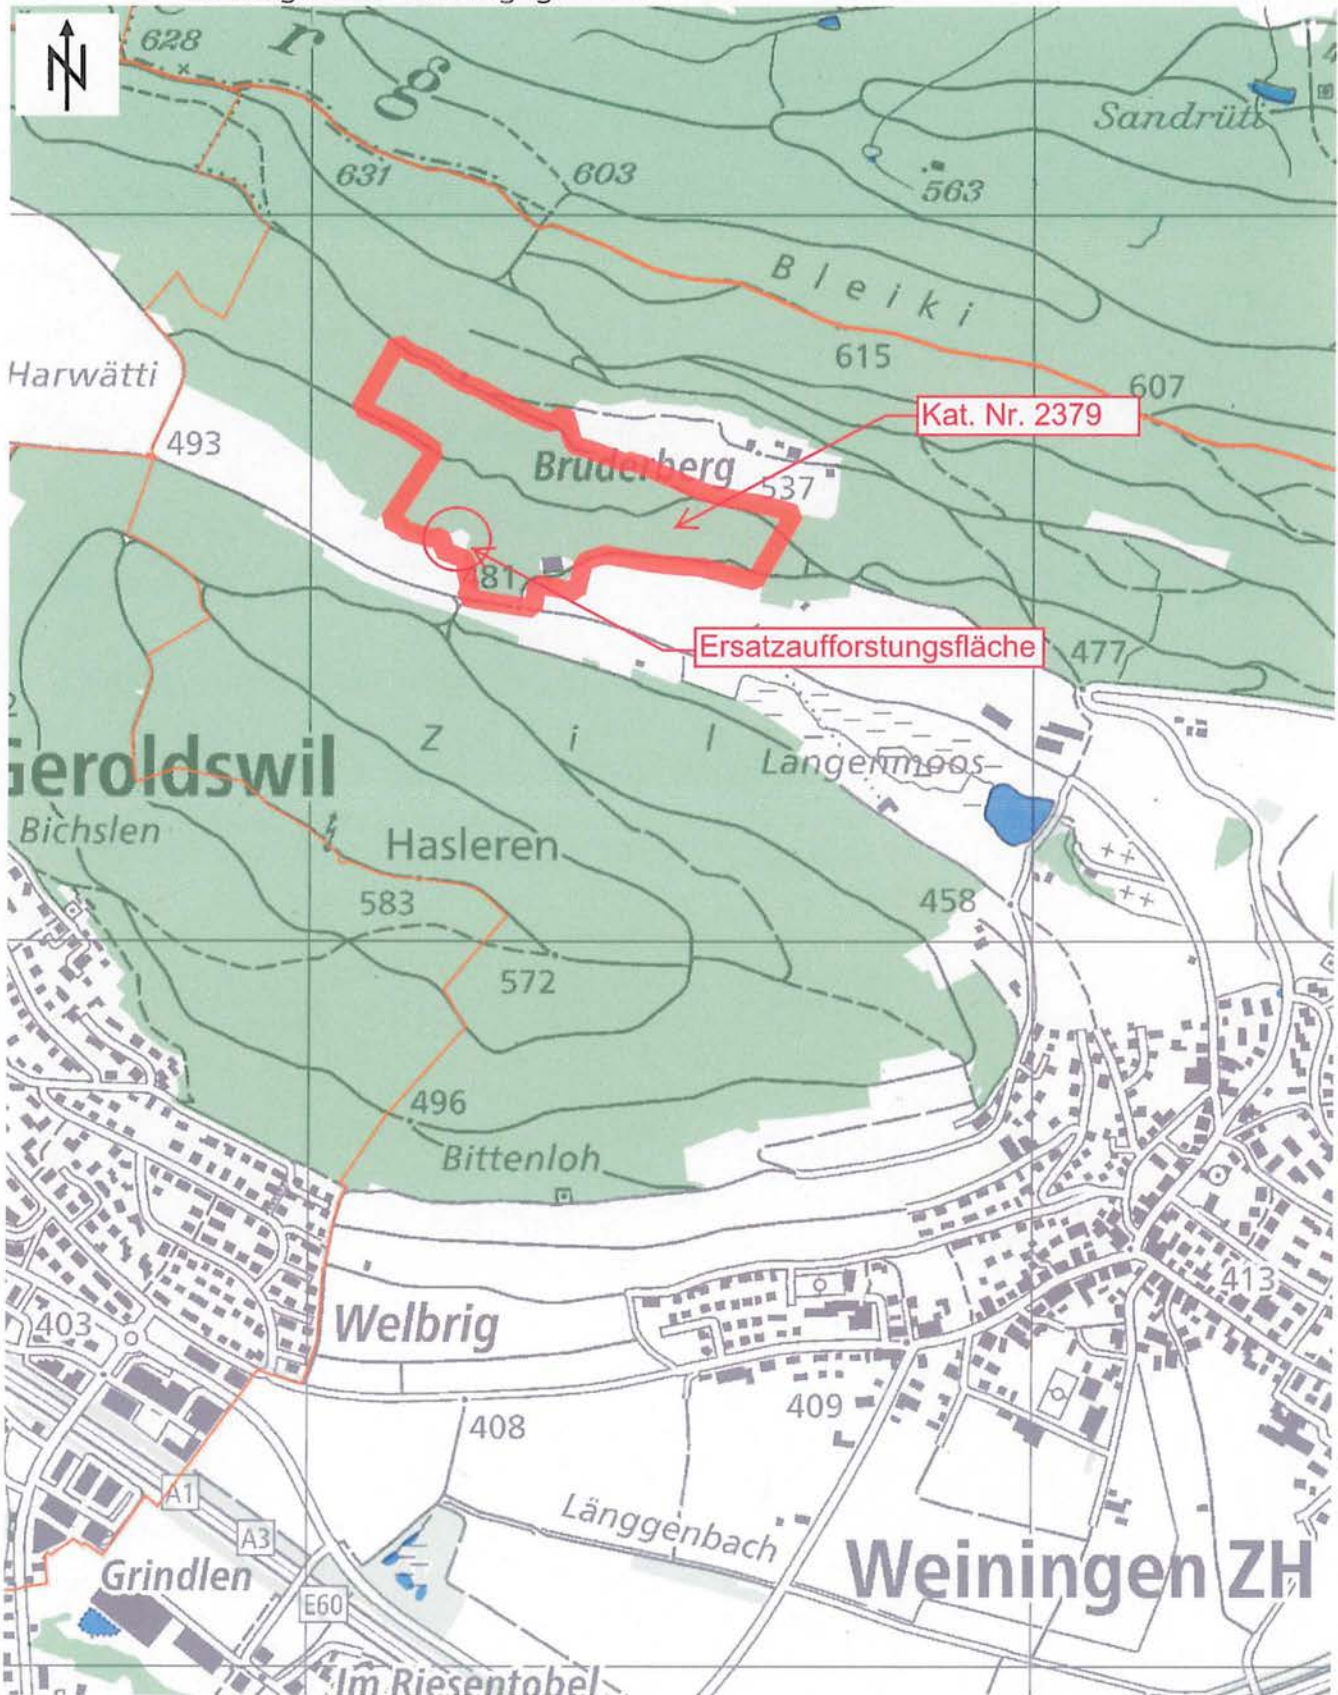 N
628
r
g
Sandrüti
631
603
563
Bleiki
Harwätti
615
607
Kat. Nr. 2379
493
Bruderberg
537
481
Ersatzaufforstungsfläche
477
Z i l
Geroldswil
Langenmoos
Bichslen
Hasleren
583
458
572
496
Bittenloh
413
403
Welbrig
409
408
A1
Länggenbach
A3
Weiningen ZH
Grindlen
E60
Im Riesentobel